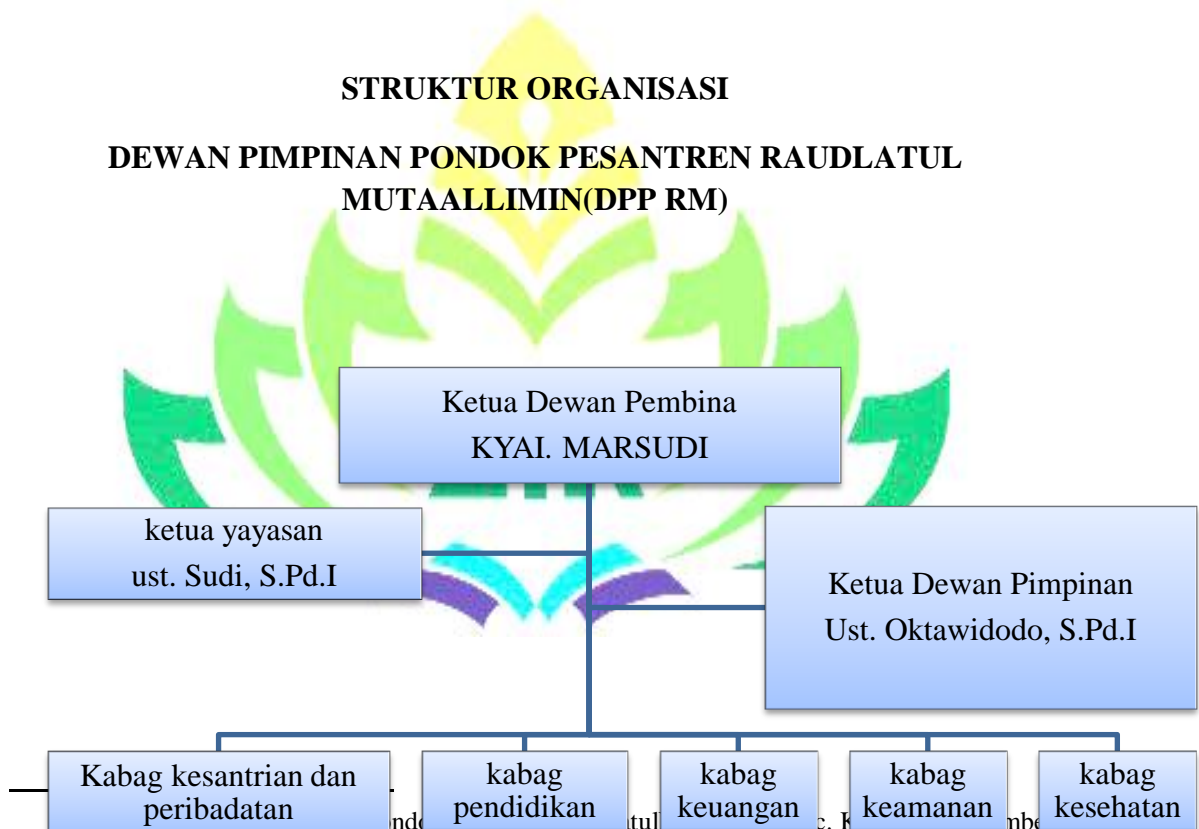 STRUKTUR ORGANISASI
DEWAN PIMPINAN PONDOK PESANTREN RAUDLATUL
MUTAALLIMIN(DPP RM)
Ketua Dewan Pembina
KYAI. MARSUDI
ketua yayasan
ust. Sudi, S.Pd.I
Ketua Dewan Pimpinan
Ust. Oktawidodo, S.Pd.I
Kabag kesantrian dan
peribadatan
kabag
pendidikan
kabag
keuangan
kabag
keamanan
kabag
kesehatan